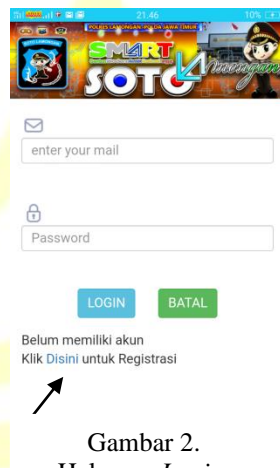 21.46
10%
POLRES LAMONGAN POLDA JAWA TIMUR
SMART
SOTO Lamongan
enter your mail
Password
LOGIN BATAL
Belum memiliki akun
Klik Disini untuk Registrasi
Gambar 2.